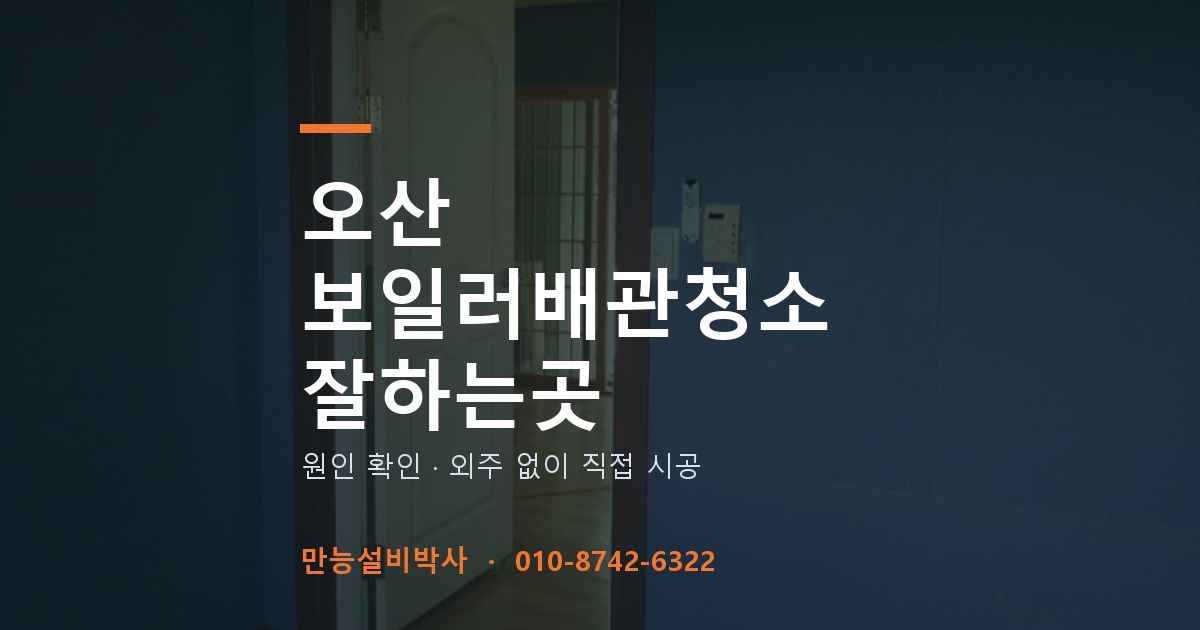 오산
보일러배관청소
잘하는곳
원인 확인 · 외주 없이 직접 시공
만능설비박사 · 010-8742-6322